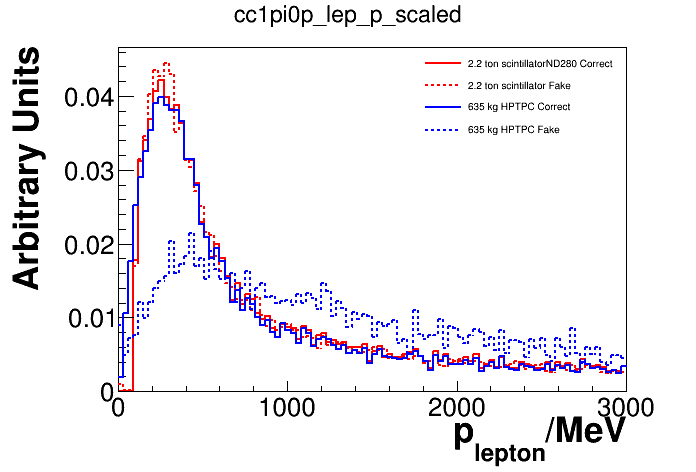 cc1pi0p_lep_p_scaled
Arbitrary Units
0.04
0.03
0.02
0.01
0
2.2 ton scintillatorND280 Correct
2.2 ton scintillator Fake
635 kg HPTPC Correct
635 kg HPTPC Fake
0 1000 2000 3000
p_lepton/MeV